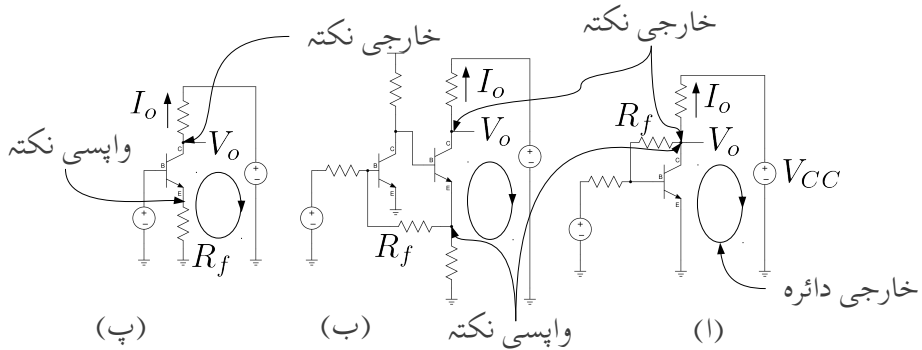 خارجی نکتہ
خارجی نکتہ
I_o
I_o
R_f
I_o
V_o
V_o
V_o
واپسی نکتہ
V_CC
C
B
E
C
B
E
C
B
E
C
B
E
R_f
R_f
خارجی دائرہ
واپسی نکتہ
(ا)
(ب)
(پ)